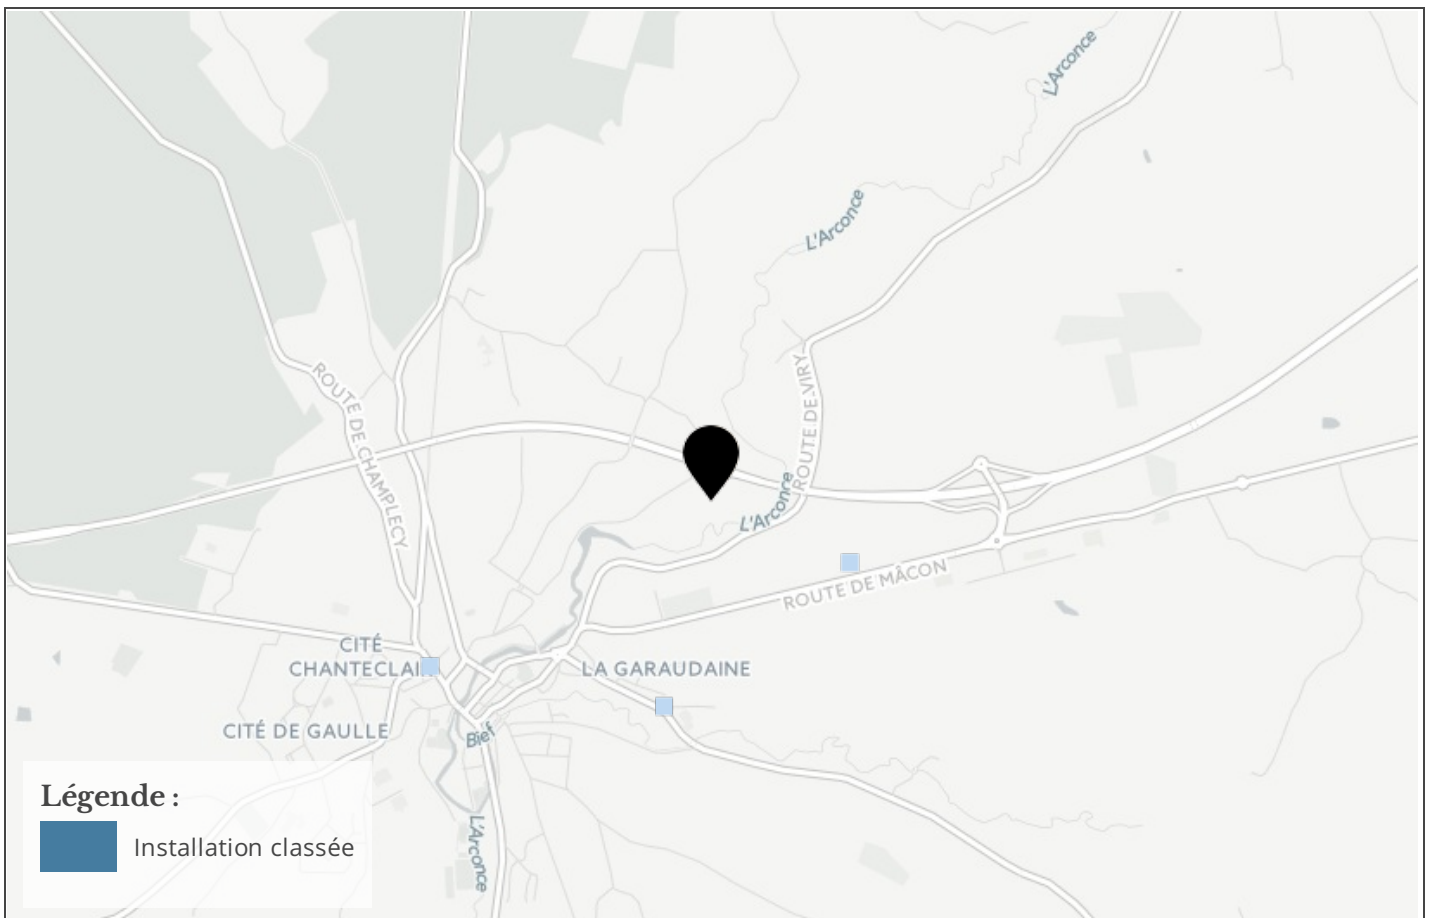 L'Arconce
L'Arconce
ROUTE DE CHAMPLECY
ROUTE DE VIRY
L'Arconce
ROUTE DE MÂCON
CITÉ
CHANTECLAI
LA GARAUDAINE
CITÉ DE GAULLE
Bief
L'Arconce
Légende :
Installation classée